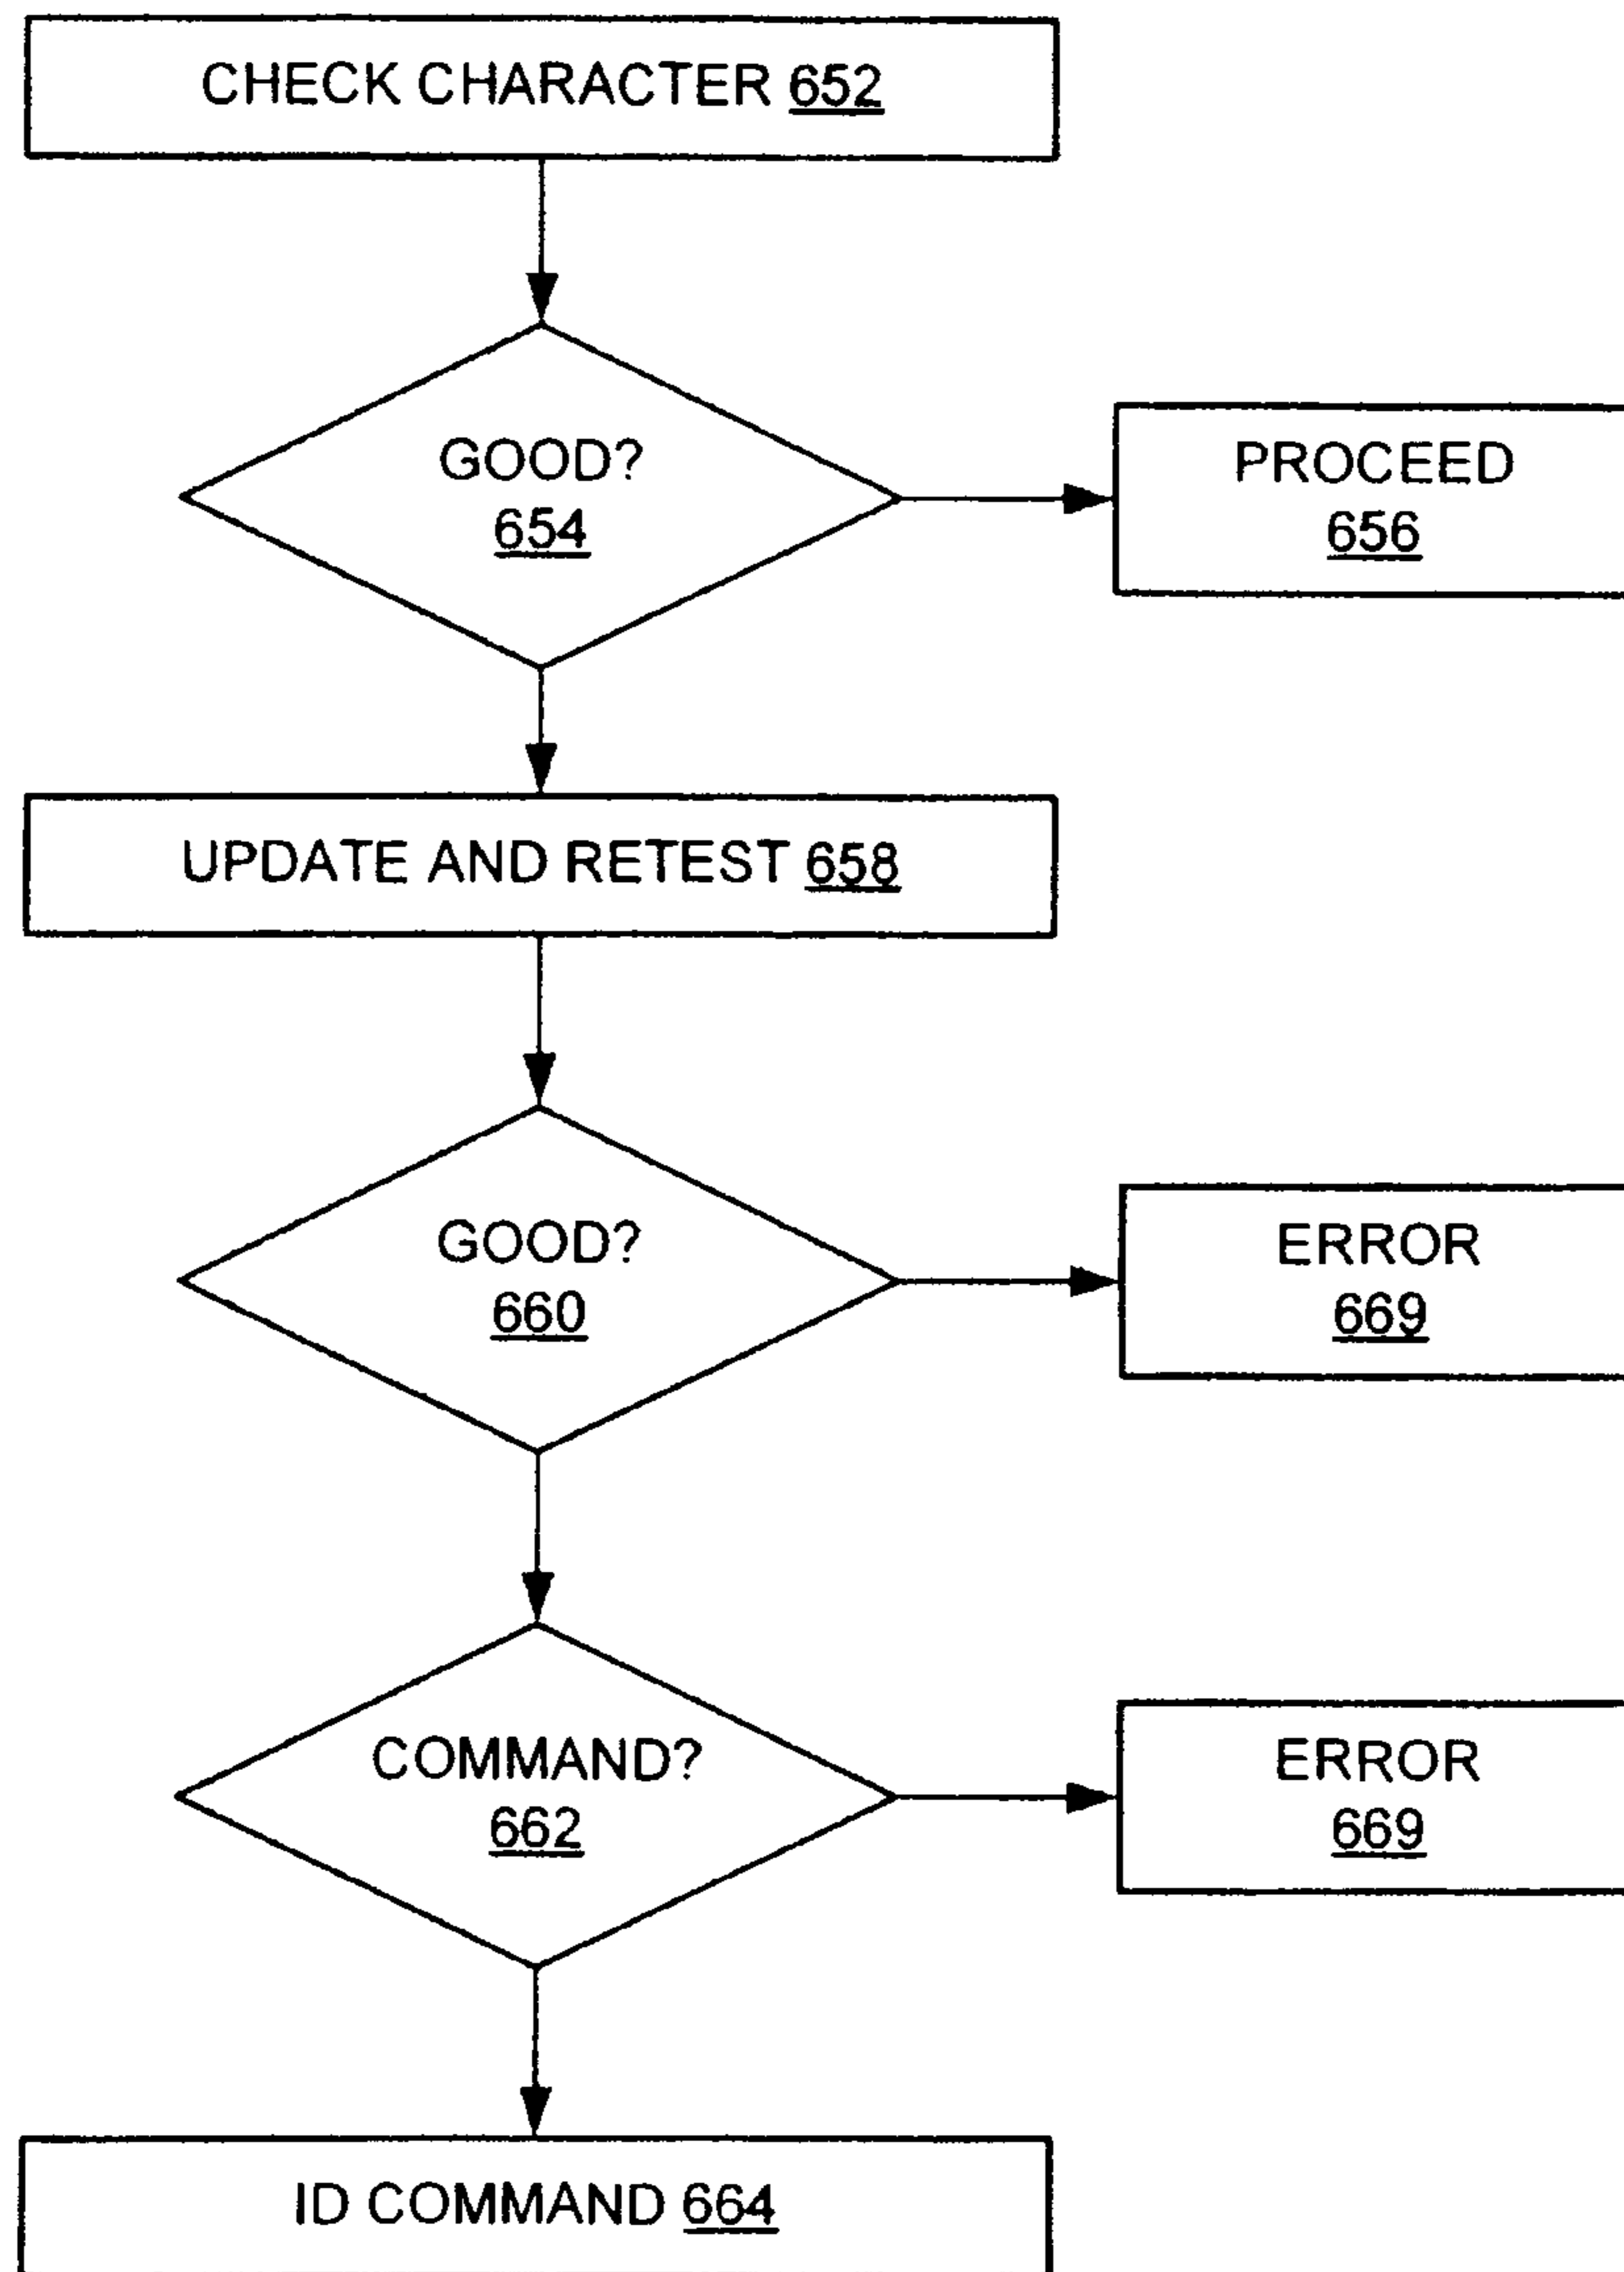 CHECK CHARACTER 652
GOOD?
654
PROCEED
656
UPDATE AND RETEST 658
GOOD?
660
ERROR
669
COMMAND?
662
ERROR
669
ID COMMAND 664